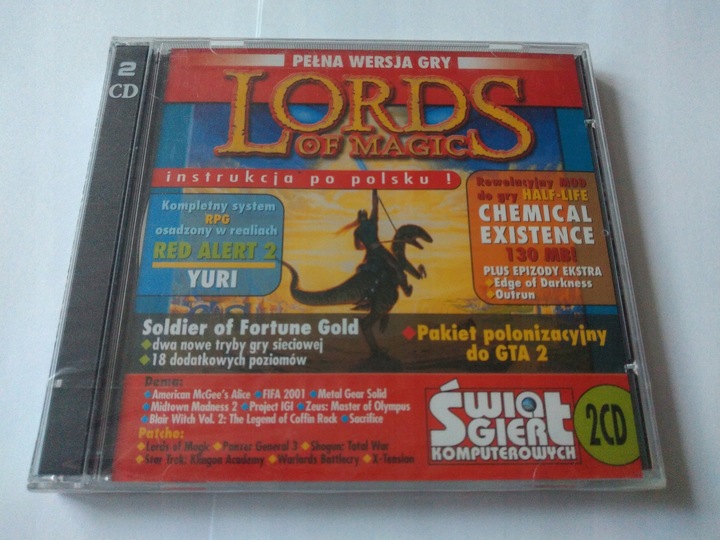 2
CD
PEŁNA WERSJA GRY
LORDS
OF MAGIC
instrukcja po polsku !
Kompletny system
RPG
osadzony w realiach
RED ALERT 2
YURI
Rewolacyjny MOD
do gry HALF-LIFE
CHEMICAL
EXISTENCE
130 MB!
PLUS EPIZODY EKSTRA
Edge of Darkness
Outrun
Soldier of Fortune Gold
dwa nowe tryby gry sieciowej
18 dodatkowych poziomów
Pakiet polonizacyjny
do GTA 2
Dema:
American McGee's Alice FIFA 2001 Metal Gear Solid
Midtown Madness 2 Project IGI Zeus: Master of Olympus
Blair Witch Vol. 2: The Legend of Coffin Rock Sacrifice
Patche:
Lords of Magic Panzer General 3 Shogun: Total War
Star Trek: Klingon Academy Warlords Battlecry X-Tension
ŚWIAT
GIER
KOMPUTEROWYCH
2CD